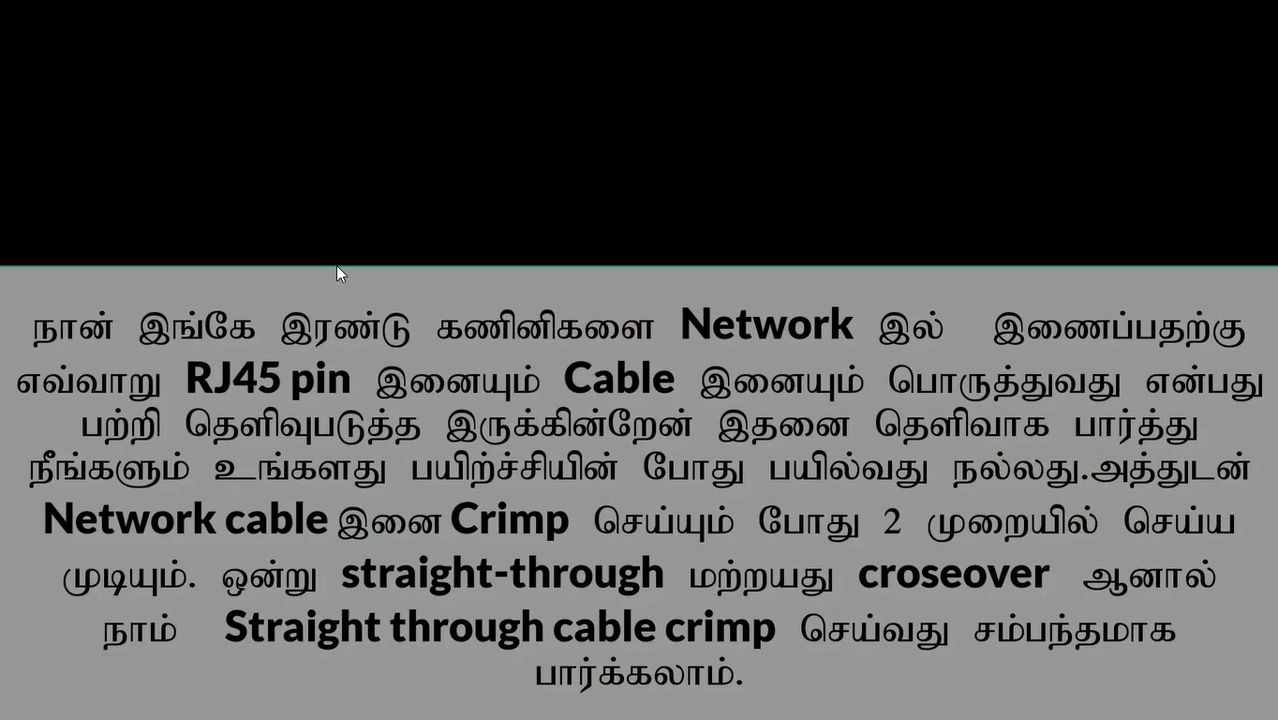 நான் இங்கே இரண்டு கணினிகளை Network இல் இணைப்பதற்கு
எவ்வாறு RJ45 pin இனையும் Cable இனையும் பொருத்துவது என்பது
பற்றி தெளிவுபடுத்த இருக்கின்றேன் இதனை தெளிவாக பார்த்து
நீங்களும் உங்களது பயிற்ச்சியின் போது பயில்வது நல்லது.அத்துடன்
Network cable இனை Crimp செய்யும் போது 2 முறையில் செய்ய
முடியும். ஒன்று straight-through மற்றயது croseover ஆனால்
நாம் Straight through cable crimp செய்வது சம்பந்தமாக
பார்க்கலாம்.